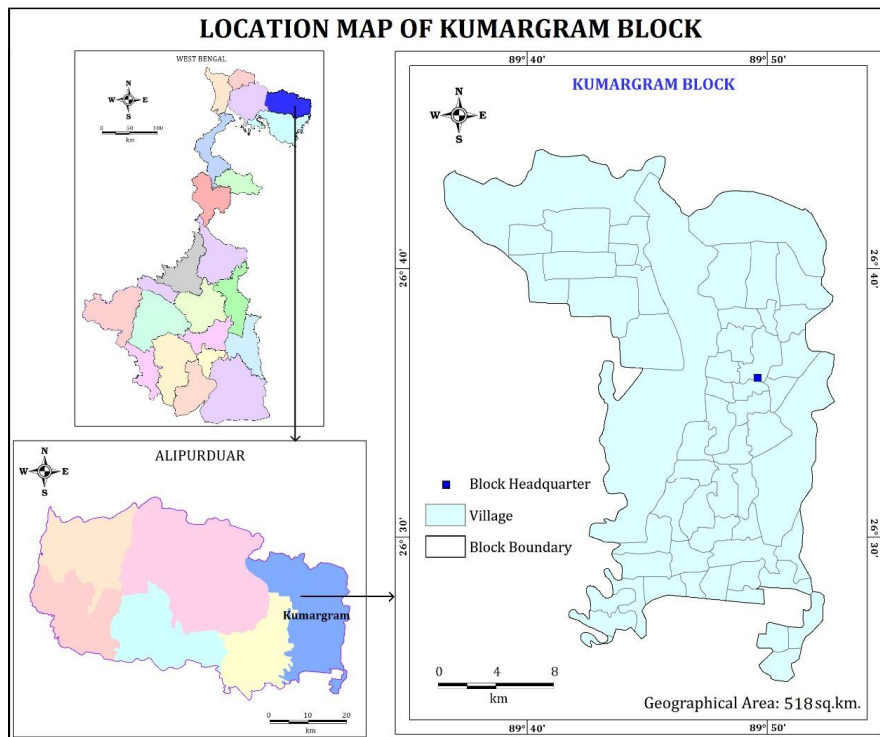 LOCATION MAP OF KUMARGRAM BLOCK
WEST BENGAL
N
W E
S
0 50 100
km
ALIPURDUAR
N
W E
S
Kumargram
0 10 20
km
89° 40' 89° 50'
KUMARGRAM BLOCK
N
W E
S
26° 40' 26° 40'
Block Headquarter
Village
Block Boundary
26° 30' 26° 30'
0 4 8
km
Geographical Area: 518 sq.km.
89° 40' 89° 50'